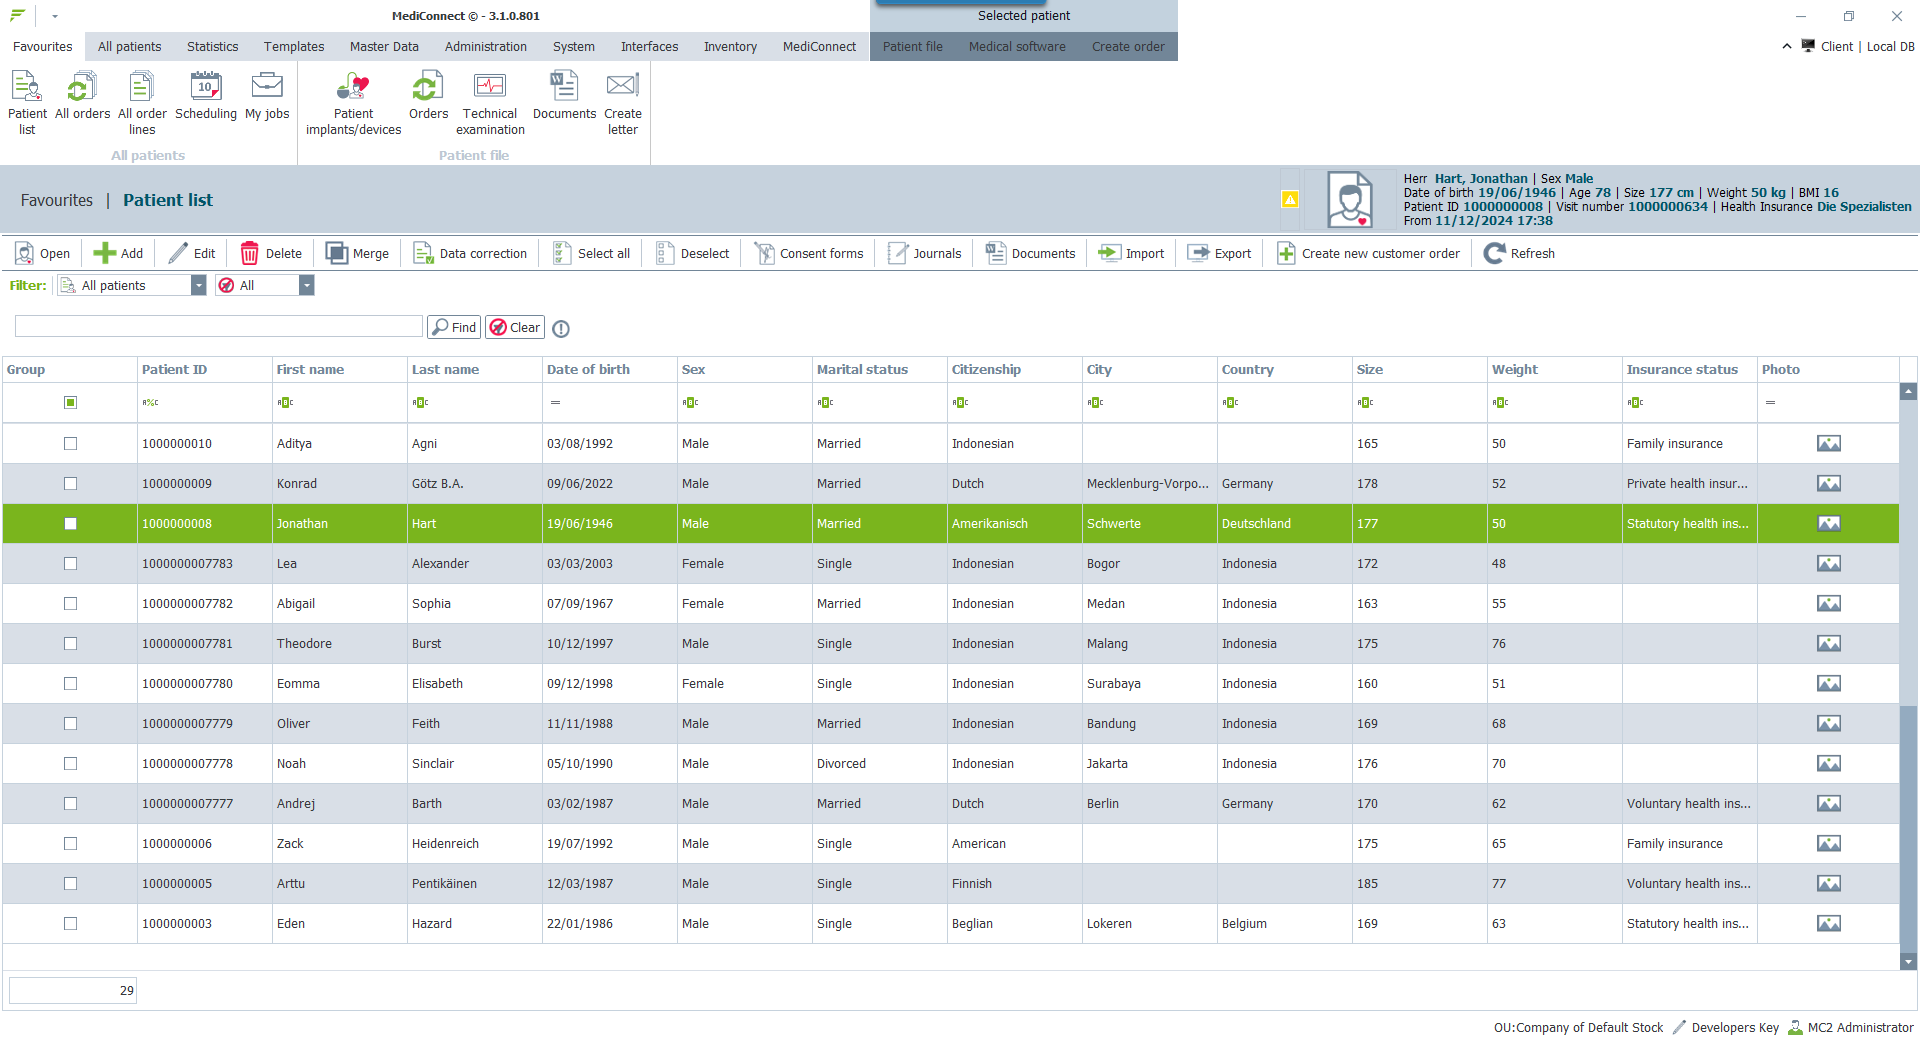 MediConnect © - 3.1.0.801
Selected patient
Favourites All patients Statistics Templates Master Data Administration System Interfaces Inventory MediConnect Patient file Medical software Create order
Client | Local DB
Patient list
All orders
All order lines
Scheduling
My jobs
Patient implants/devices
Orders
Technical examination
Documents
Create letter
All patients
Patient file
Favourites | Patient list
Herr Hart, Jonathan | Sex Male
Date of birth 19/06/1946 | Age 78 | Size 177 cm | Weight 50 kg | BMI 16
Patient ID 1000000008 | Visit number 1000000634 | Health Insurance Die Spezialisten
From 11/12/2024 17:38
Open Add Edit Delete Merge Data correction Select all Deselect Consent forms Journals Documents Import Export Create new customer order Refresh
Filter: All patients All
Find Clear
Group Patient ID First name Last name Date of birth Sex Marital status Citizenship City Country Size Weight Insurance status Photo
1000000010 Aditya Agni 03/08/1992 Male Married Indonesian 165 50 Family insurance
1000000009 Konrad Götz B.A. 09/06/2022 Male Married Dutch Mecklenburg-Vorpo... Germany 178 52 Private health insur...
1000000008 Jonathan Hart 19/06/1946 Male Married Amerikanisch Schwerte Deutschland 177 50 Statutory health ins...
1000000007783 Lea Alexander 03/03/2003 Female Single Indonesian Bogor Indonesia 172 48
1000000007782 Abigail Sophia 07/09/1967 Female Married Indonesian Medan Indonesia 163 55
1000000007781 Theodore Burst 10/12/1997 Male Single Indonesian Malang Indonesia 175 76
1000000007780 Eomma Elisabeth 09/12/1998 Female Single Indonesian Surabaya Indonesia 160 51
1000000007779 Oliver Feith 11/11/1988 Male Married Indonesian Bandung Indonesia 169 68
1000000007778 Noah Sinclair 05/10/1990 Male Divorced Indonesian Jakarta Indonesia 176 70
1000000007777 Andrej Barth 03/02/1987 Male Married Dutch Berlin Germany 170 62 Voluntary health ins...
1000000006 Zack Heidenreich 19/07/1992 Male Single American 175 65 Family insurance
1000000005 Arttu Pentikäinen 12/03/1987 Male Single Finnish 185 77 Voluntary health ins...
1000000003 Eden Hazard 22/01/1986 Male Single Beglian Lokeren Belgium 169 63 Statutory health ins...
29
OU:Company of Default Stock Developers Key MC2 Administrator